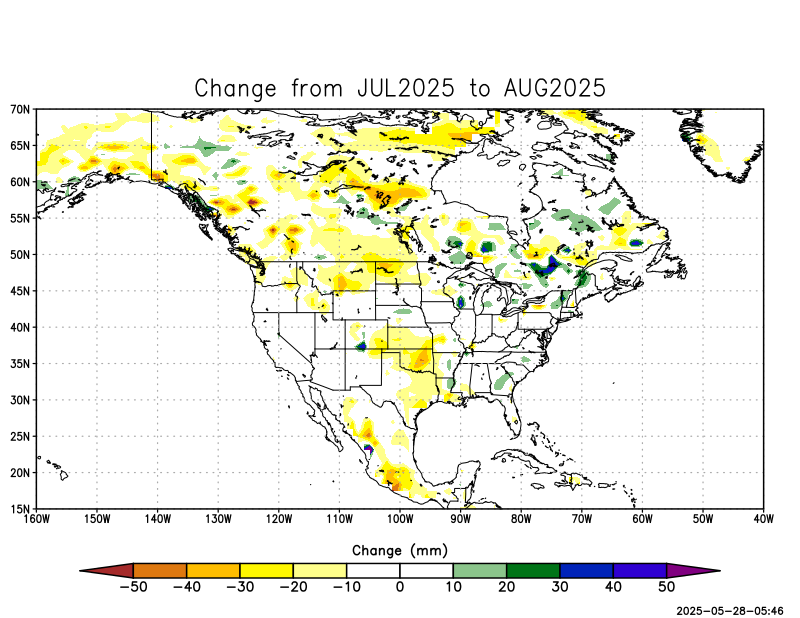 Change from JUL2025 to AUG2025
70N
65N
60N
55N
50N
45N
40N
35N
30N
25N
20N
15N
160W 150W 140W 130W 120W 110W 100W 90W 80W 70W 60W 50W 40W
Change (mm)
−50 −40 −30 −20 −10 0 10 20 30 40 50
2025-05-28-05:46